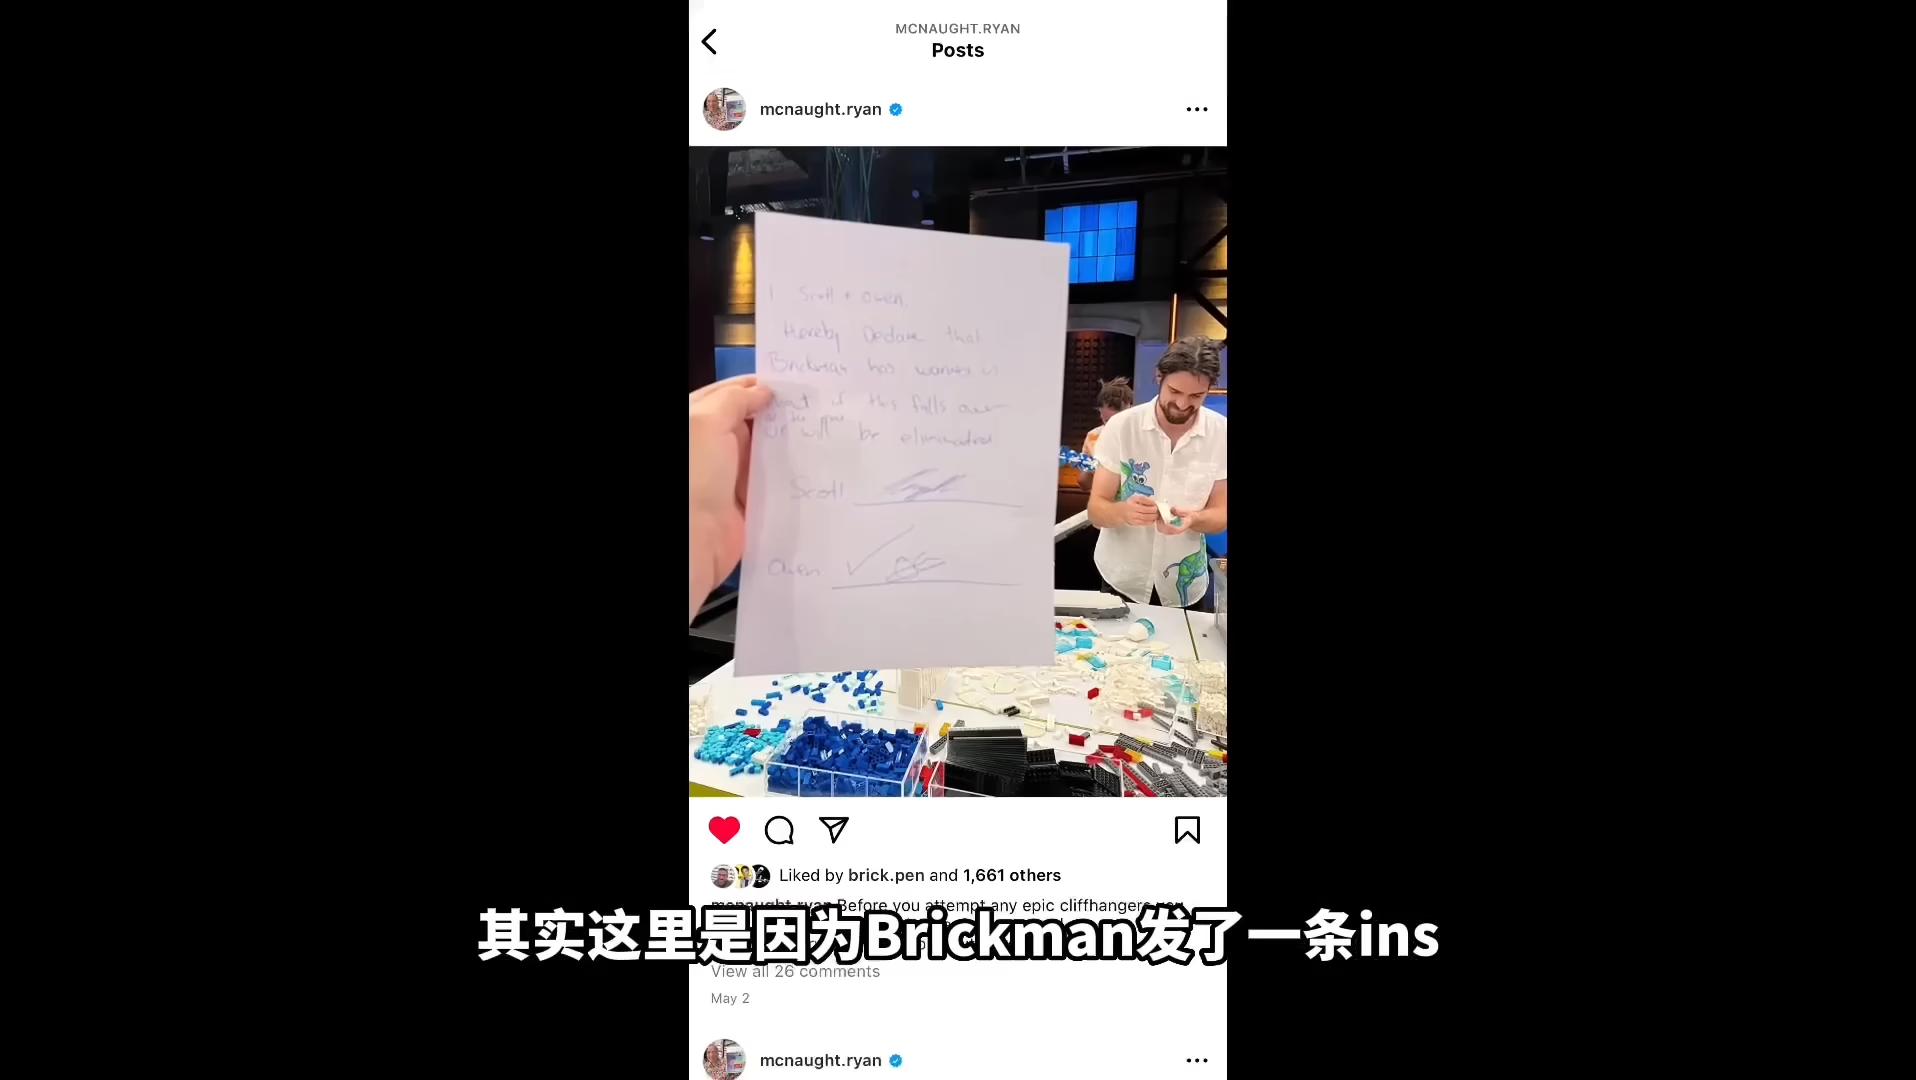 MCNAUGHT.RYAN
Posts
mcnaught.ryan
I Scott + Owen,
Hereby Declare that
Brickman has warned us
that if this falls over
we will be eliminated
Scott
Owen
Liked by brick.pen and 1,661 others
mcnaught.ryan Before you attempt any epic cliffhangers you
其实这里是因为Brickman发了一条ins
View all 26 comments
May 2
mcnaught.ryan